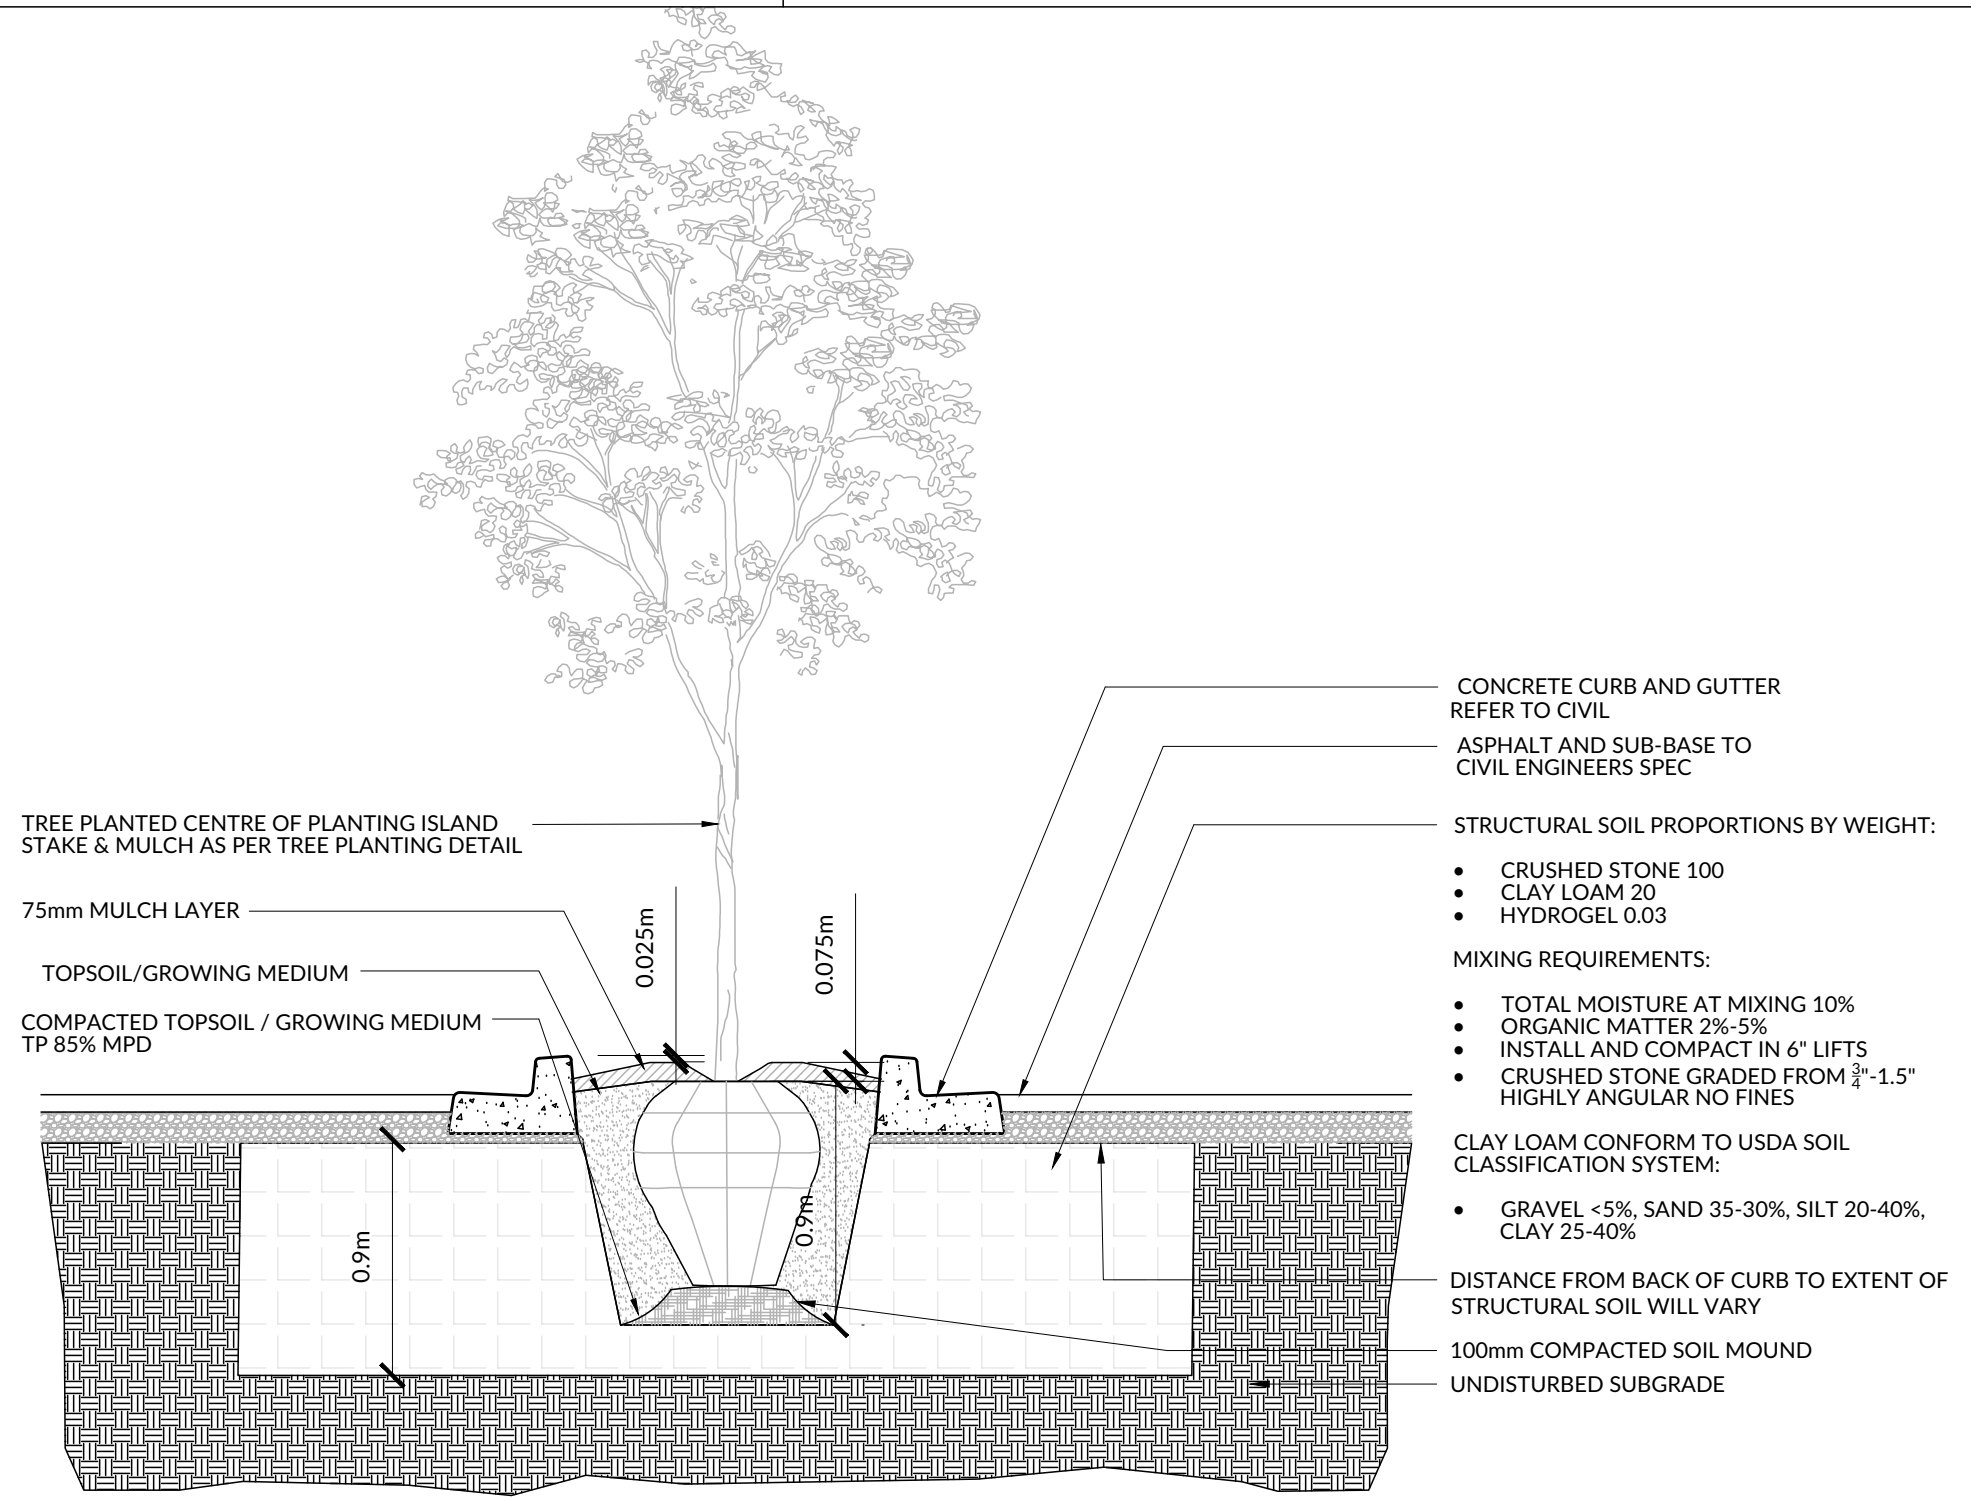 TREE PLANTED CENTRE OF PLANTING ISLAND
STAKE & MULCH AS PER TREE PLANTING DETAIL
75mm MULCH LAYER
TOPSOIL/GROWING MEDIUM
COMPACTED TOPSOIL / GROWING MEDIUM
TP 85% MPD
0.025m
0.075m
0.9m
0.9m
CONCRETE CURB AND GUTTER
REFER TO CIVIL
ASPHALT AND SUB-BASE TO
CIVIL ENGINEERS SPEC
STRUCTURAL SOIL PROPORTIONS BY WEIGHT:
• CRUSHED STONE 100
• CLAY LOAM 20
• HYDROGEL 0.03
MIXING REQUIREMENTS:
• TOTAL MOISTURE AT MIXING 10%
• ORGANIC MATTER 2%-5%
• INSTALL AND COMPACT IN 6" LIFTS
• CRUSHED STONE GRADED FROM 3/4"-1.5"
HIGHLY ANGULAR NO FINES
CLAY LOAM CONFORM TO USDA SOIL
CLASSIFICATION SYSTEM:
• GRAVEL <5%, SAND 35-30%, SILT 20-40%,
CLAY 25-40%
DISTANCE FROM BACK OF CURB TO EXTENT OF
STRUCTURAL SOIL WILL VARY
100mm COMPACTED SOIL MOUND
UNDISTURBED SUBGRADE